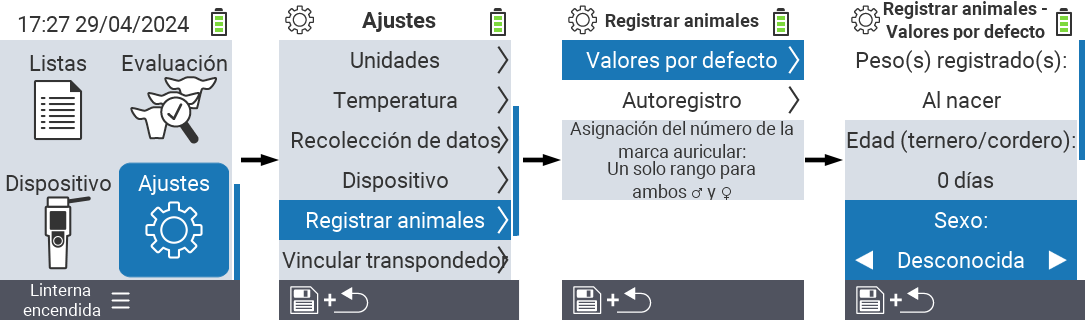 17:27 29/04/2024
Listas
Evaluación
Dispositivo
Ajustes
Linterna
encendida
Ajustes
Unidades
Temperatura
Recolección de datos
Dispositivo
Registrar animales
Vincular transpondedor
+
Registrar animales
Valores por defecto
Autoregistro
Asignación del número de la
marca auricular:
Un solo rango para
ambos ♂ y ♀
+
Registrar animales -
Valores por defecto
Peso(s) registrado(s):
Al nacer
Edad (ternero/cordero):
0 días
Sexo:
Desconocida
+